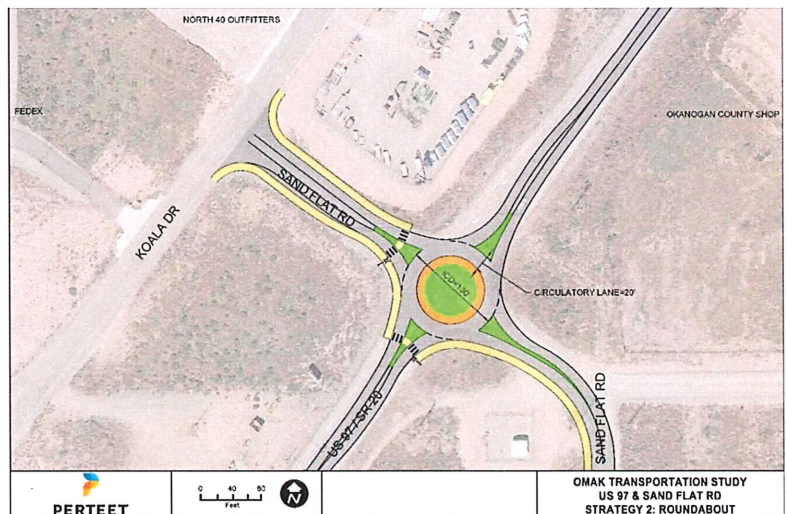 NORTH 40 OUTFITTERS
FEDEX
OKANOGAN COUNTY SHOP
SAND FLAT RD
KOALA DR
ICD=130'
CIRCULATORY LANE=20'
US 97 / SR-20
SAND FLAT RD
PERTEET
0 40 80
Feet
N
OMAK TRANSPORTATION STUDY
US 97 & SAND FLAT RD
STRATEGY 2: ROUNDABOUT